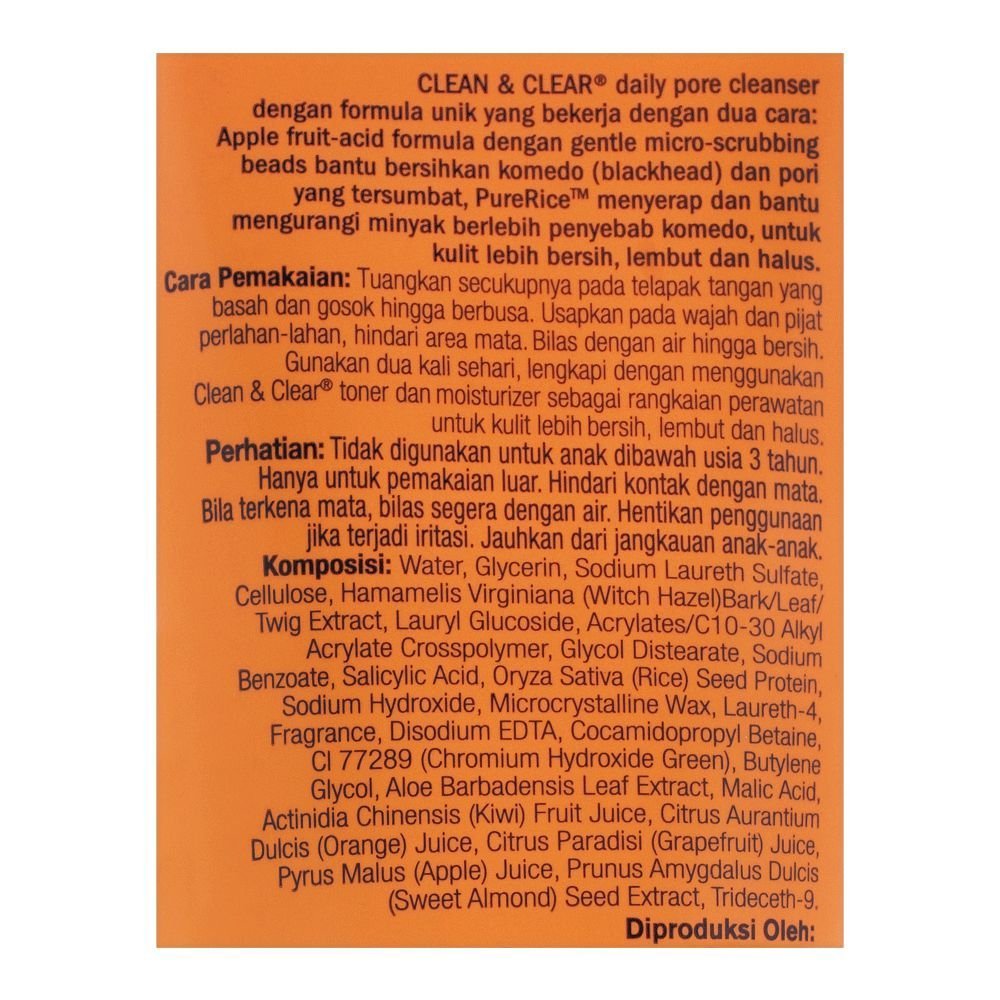 CLEAN & CLEAR® daily pore cleanser
dengan formula unik yang bekerja dengan dua cara:
Apple fruit-acid formula dengan gentle micro-scrubbing
beads bantu bersihkan komedo (blackhead) dan pori
yang tersumbat, PureRice™ menyerap dan bantu
mengurangi minyak berlebih penyebab komedo, untuk
kulit lebih bersih, lembut dan halus.
Cara Pemakaian: Tuangkan secukupnya pada telapak tangan yang
basah dan gosok hingga berbusa. Usapkan pada wajah dan pijat
perlahan-lahan, hindari area mata. Bilas dengan air hingga bersih.
Gunakan dua kali sehari, lengkapi dengan menggunakan
Clean & Clear® toner dan moisturizer sebagai rangkaian perawatan
untuk kulit lebih bersih, lembut dan halus.
Perhatian: Tidak digunakan untuk anak dibawah usia 3 tahun.
Hanya untuk pemakaian luar. Hindari kontak dengan mata.
Bila terkena mata, bilas segera dengan air. Hentikan penggunaan
jika terjadi iritasi. Jauhkan dari jangkauan anak-anak.
Komposisi: Water, Glycerin, Sodium Laureth Sulfate,
Cellulose, Hamamelis Virginiana (Witch Hazel)Bark/Leaf/
Twig Extract, Lauryl Glucoside, Acrylates/C10-30 Alkyl
Acrylate Crosspolymer, Glycol Distearate, Sodium
Benzoate, Salicylic Acid, Oryza Sativa (Rice) Seed Protein,
Sodium Hydroxide, Microcrystalline Wax, Laureth-4,
Fragrance, Disodium EDTA, Cocamidopropyl Betaine,
CI 77289 (Chromium Hydroxide Green), Butylene
Glycol, Aloe Barbadensis Leaf Extract, Malic Acid,
Actinidia Chinensis (Kiwi) Fruit Juice, Citrus Aurantium
Dulcis (Orange) Juice, Citrus Paradisi (Grapefruit) Juice,
Pyrus Malus (Apple) Juice, Prunus Amygdalus Dulcis
(Sweet Almond) Seed Extract, Trideceth-9.
Diproduksi Oleh: